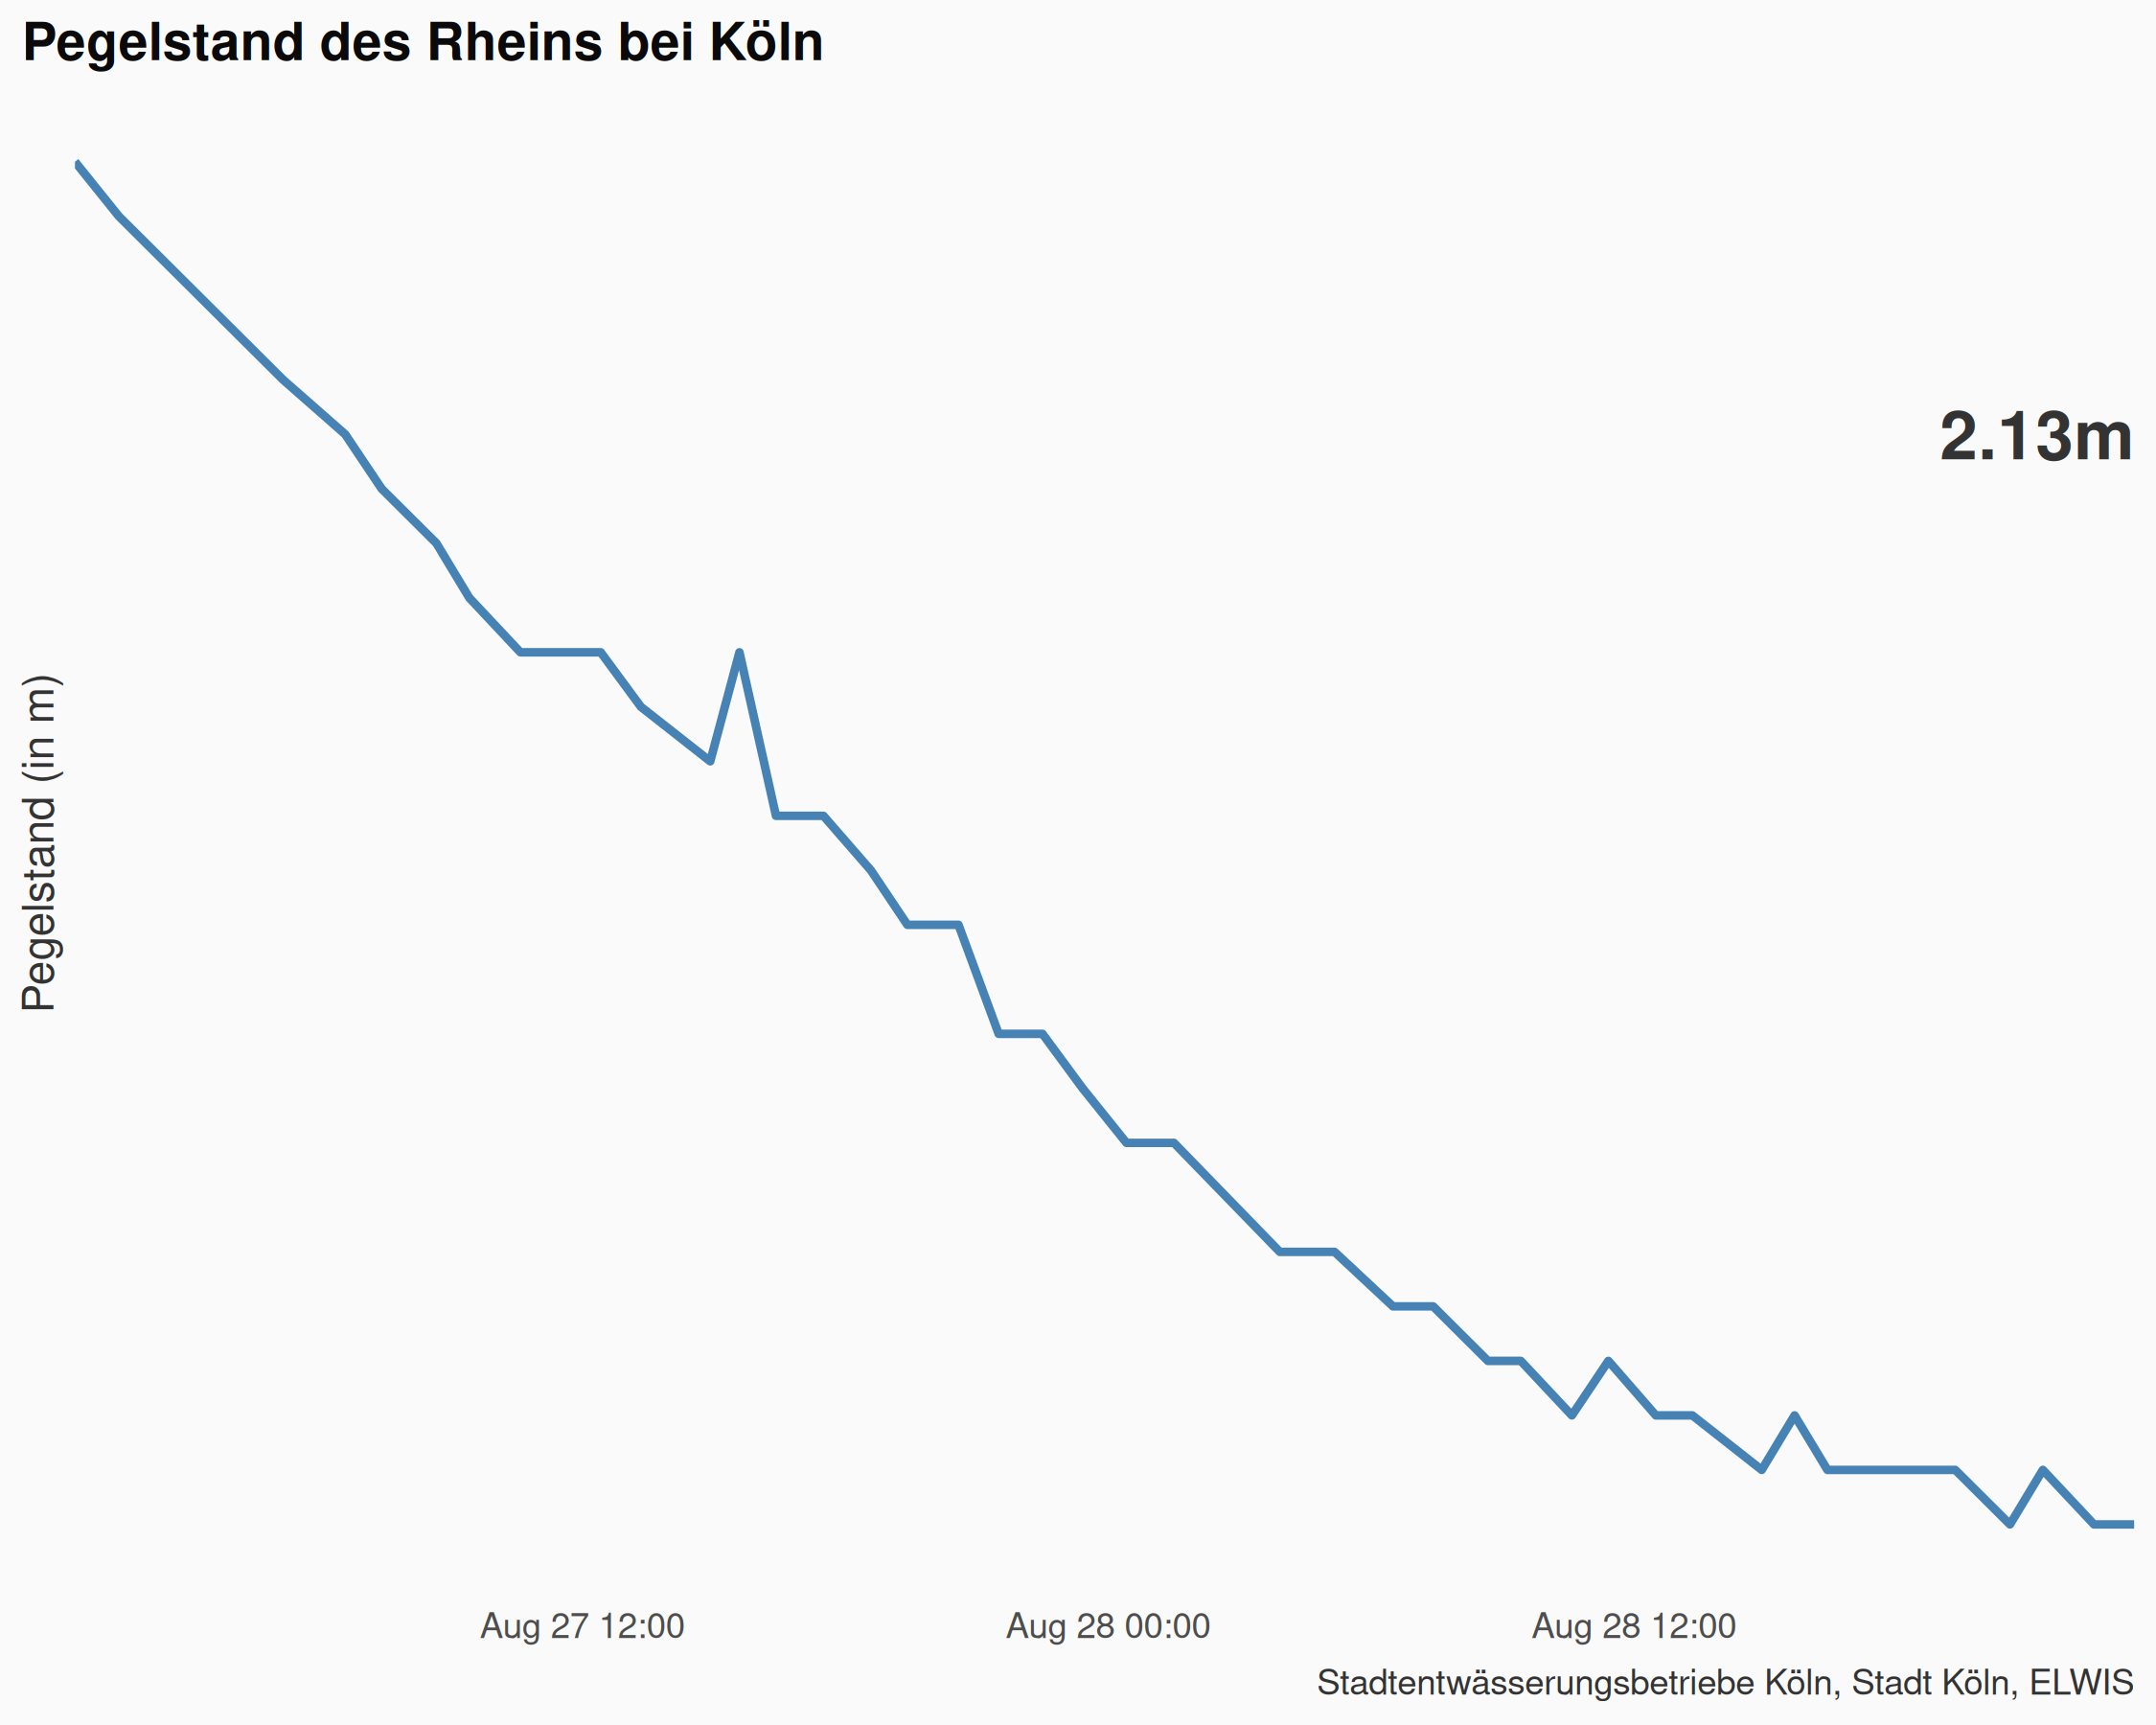 Pegelstand des Rheins bei Köln
2.13m
Pegelstand (in m)
Aug 27 12:00
Aug 28 00:00
Aug 28 12:00
Stadtentwässerungsbetriebe Köln, Stadt Köln, ELWIS